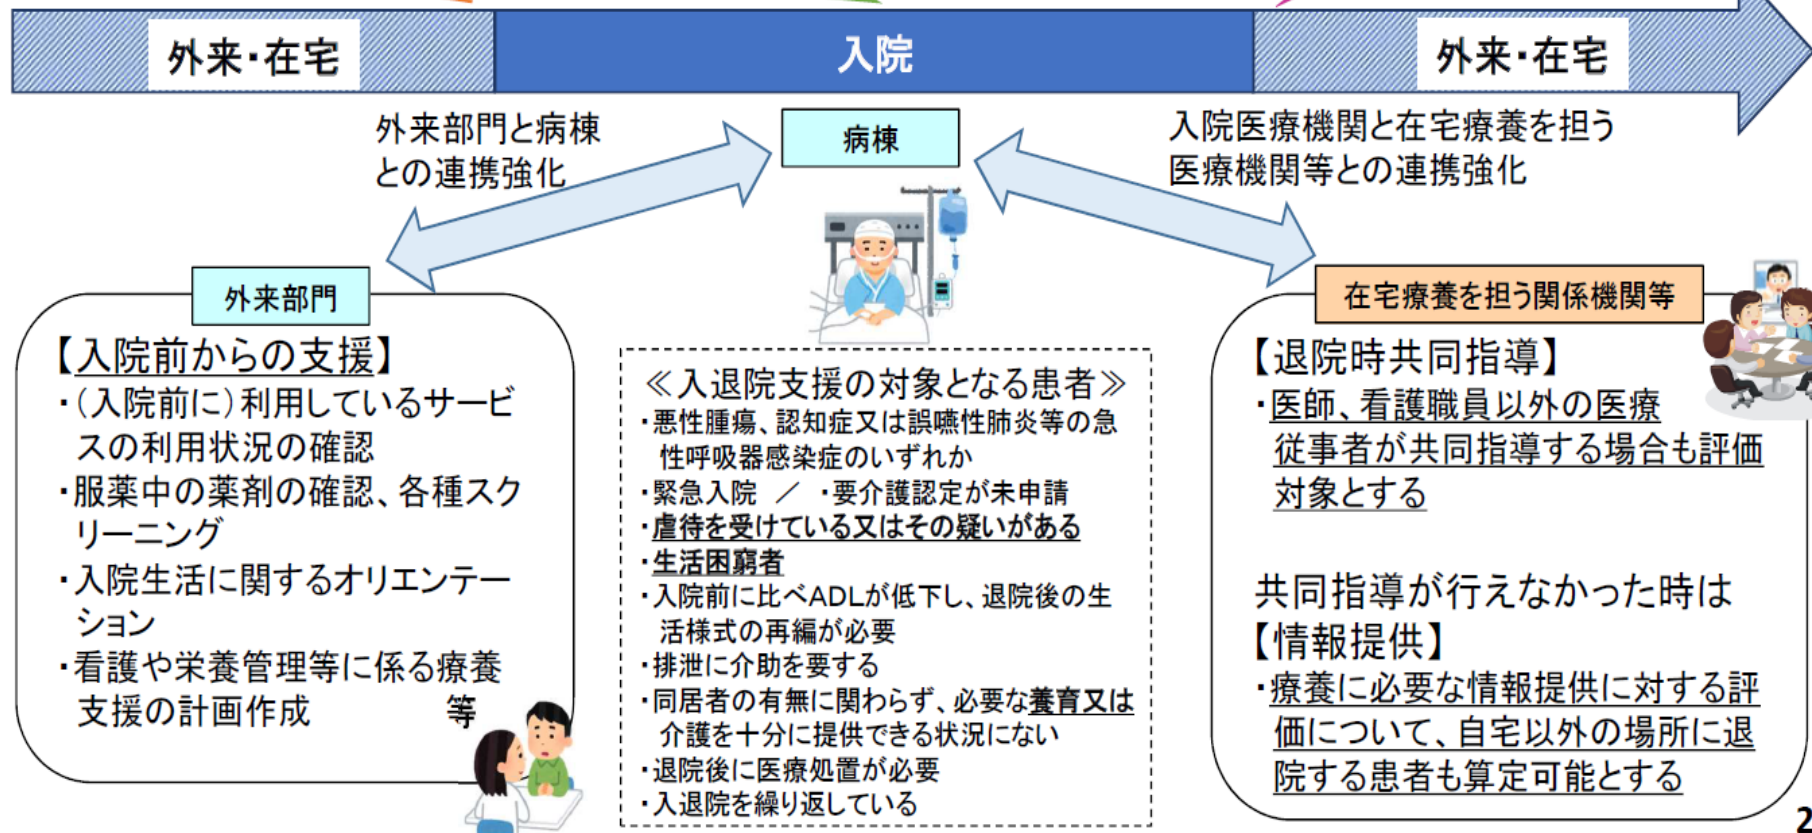 外来・在宅
入院
外来・在宅
外来部門と病棟
との連携強化
病棟
入院医療機関と在宅療養を担う
医療機関等との連携強化
外来部門
【入院前からの支援】
・(入院前に)利用しているサービ
スの利用状況の確認
・服薬中の薬剤の確認、各種スク
リーニング
・入院生活に関するオリエンテー
ション
・看護や栄養管理等に係る療養
支援の計画作成　　　　等
≪入退院支援の対象となる患者≫
・悪性腫瘍、認知症又は誤嚥性肺炎等の急
性呼吸器感染症のいずれか
・緊急入院　／　・要介護認定が未申請
・虐待を受けている又はその疑いがある
・生活困窮者
・入院前に比べADLが低下し、退院後の生
活様式の再編が必要
・排泄に介助を要する
・同居者の有無に関わらず、必要な養育又は
介護を十分に提供できる状況にない
・退院後に医療処置が必要
・入退院を繰り返している
在宅療養を担う関係機関等
【退院時共同指導】
・医師、看護職員以外の医療
従事者が共同指導する場合も評価
対象とする
共同指導が行えなかった時は
【情報提供】
・療養に必要な情報提供に対する評
価について、自宅以外の場所に退
院する患者も算定可能とする
2